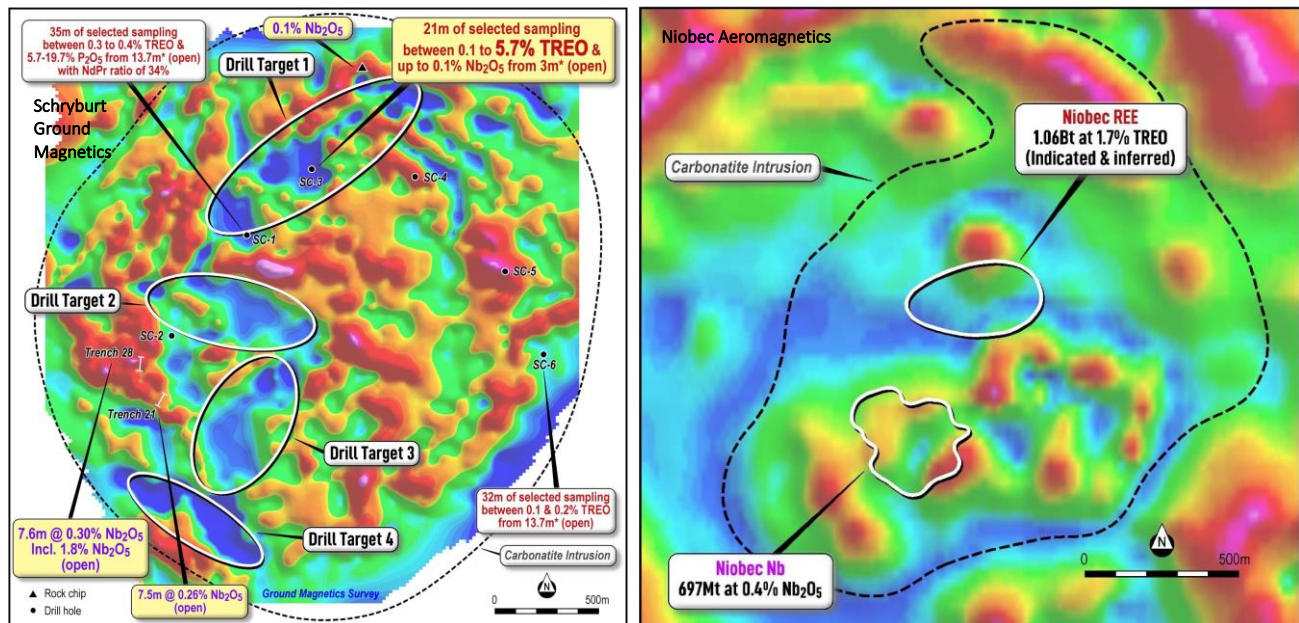 35m of selected sampling
between 0.3 to 0.4% TREO &
5.7-19.7% P₂O₅ from 13.7m* (open)
with NdPr ratio of 34%
0.1% Nb₂O₅
21m of selected sampling
between 0.1 to 5.7% TREO &
up to 0.1% Nb₂O₅ from 3m* (open)
Drill Target 1
Schryburt
Ground
Magnetics
SC-3
SC-4
SC-1
SC-5
Drill Target 2
SC-2
Trench 28
SC-6
Trench 21
Drill Target 3
32m of selected sampling
between 0.1 & 0.2% TREO
from 13.7m* (open)
7.6m @ 0.30% Nb₂O₅
Incl. 1.8% Nb₂O₅
(open)
Drill Target 4
Carbonatite Intrusion
7.5m @ 0.26% Nb₂O₅
(open)
Rock chip
Drill hole
Ground Magnetics Survey
N
0 500m
Niobec Aeromagnetics
Niobec REE
1.06Bt at 1.7% TREO
(Indicated & inferred)
Carbonatite Intrusion
Niobec Nb
697Mt at 0.4% Nb₂O₅
N
0 500m